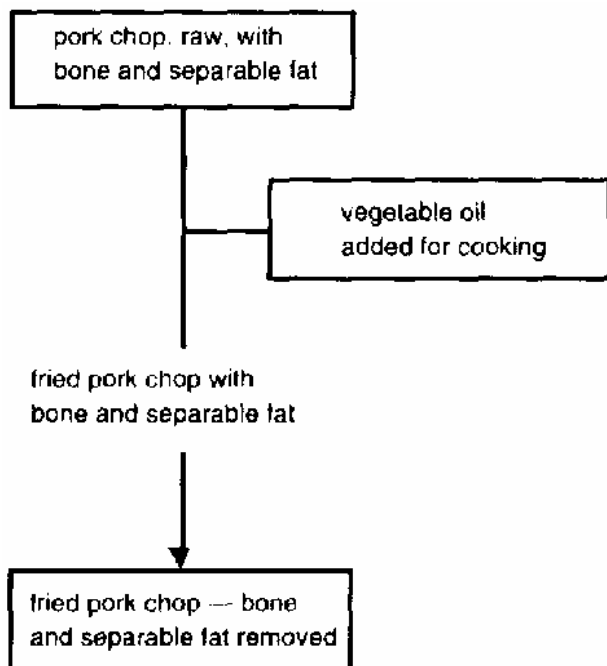 pork chop. raw, with
bone and separable fat
vegetable oil
added for cooking
fried pork chop with
bone and separable fat
fried pork chop — bone
and separable fat removed